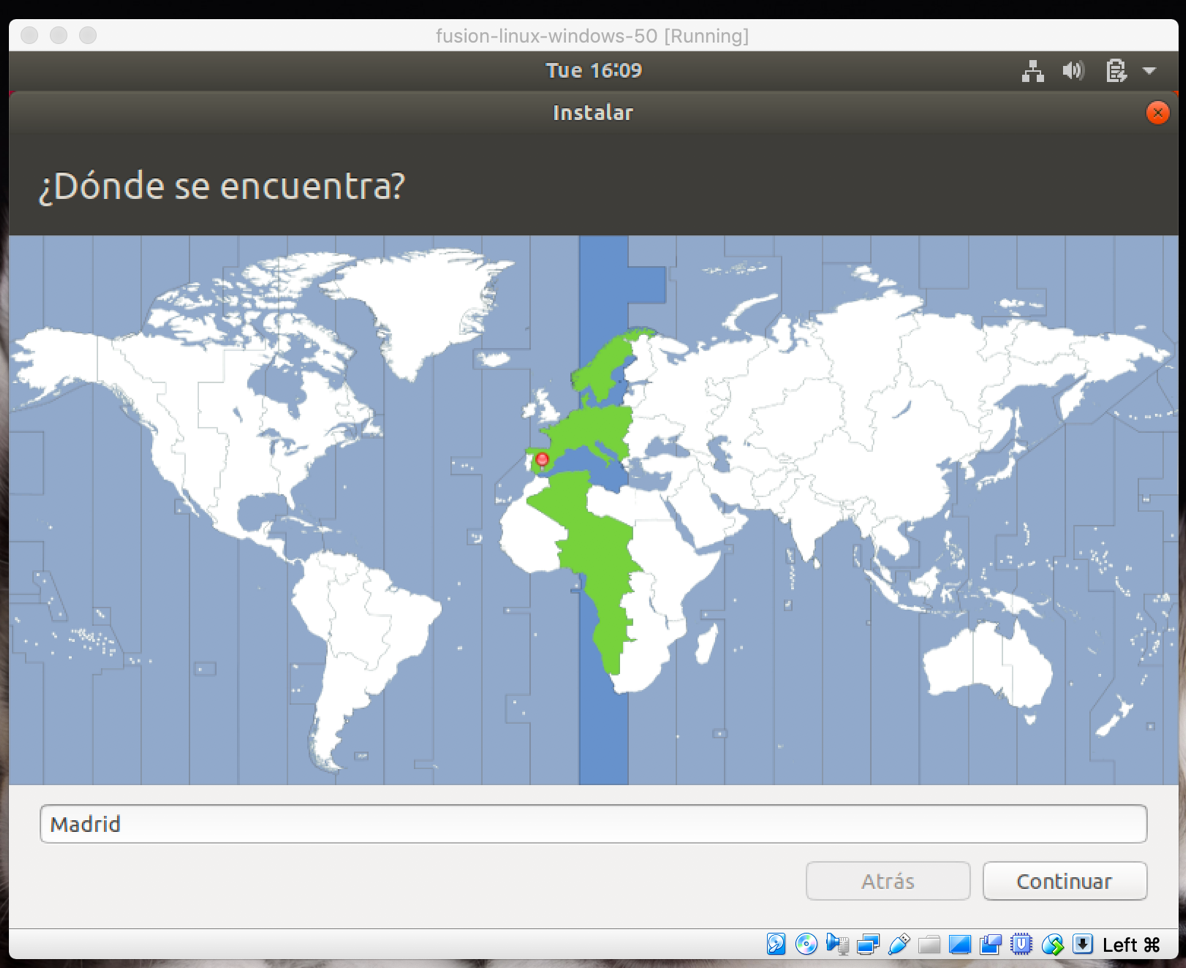 fusion-linux-windows-50 [Running]
Tue 16:09
Instalar
¿Dónde se encuentra?
Madrid
Atrás
Continuar
Left ⌘